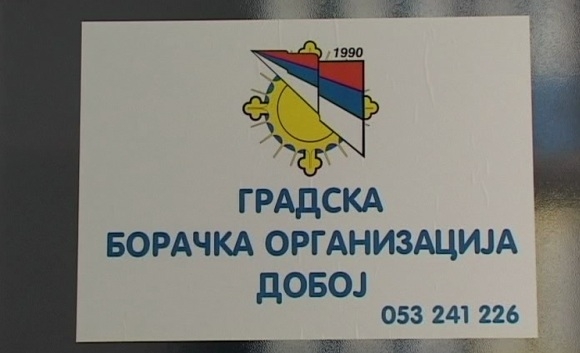 1990
ГРАДСКА
БОРАЧКА ОРГАНИЗАЦИЈА
ДОБОЈ
053 241 226